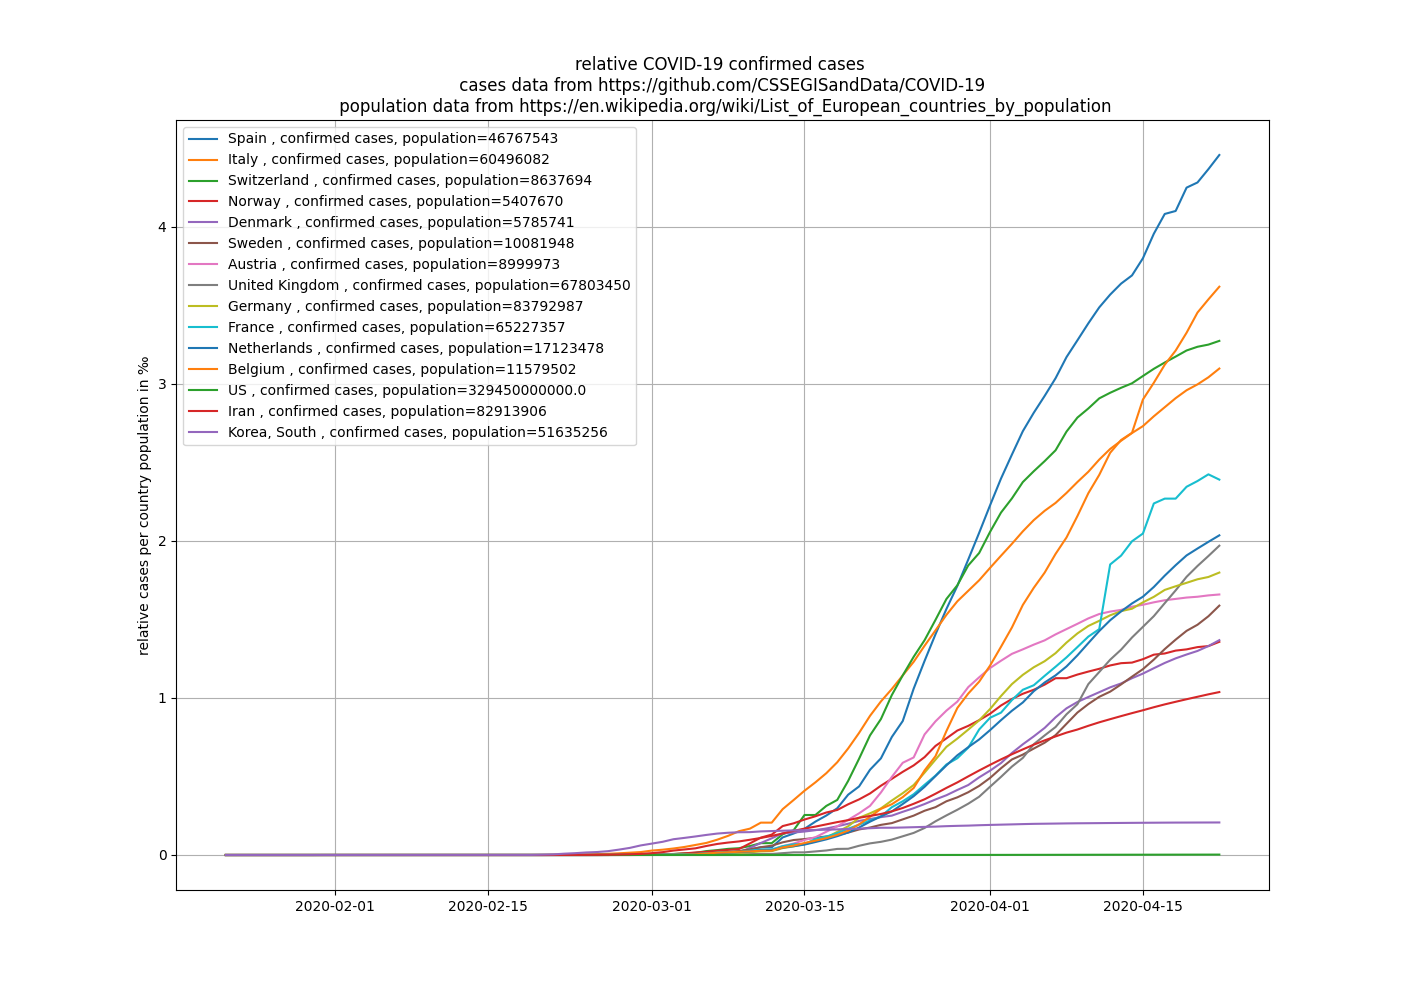 relative COVID-19 confirmed cases
cases data from https://github.com/CSSEGISandData/COVID-19
population data from https://en.wikipedia.org/wiki/List_of_European_countries_by_population
Spain , confirmed cases, population=46767543
Italy , confirmed cases, population=60496082
Switzerland , confirmed cases, population=8637694
Norway , confirmed cases, population=5407670
Denmark , confirmed cases, population=5785741
Sweden , confirmed cases, population=10081948
Austria , confirmed cases, population=8999973
United Kingdom , confirmed cases, population=67803450
Germany , confirmed cases, population=83792987
France , confirmed cases, population=65227357
Netherlands , confirmed cases, population=17123478
Belgium , confirmed cases, population=11579502
US , confirmed cases, population=329450000000.0
Iran , confirmed cases, population=82913906
Korea, South , confirmed cases, population=51635256
relative cases per country population in ‰
4
3
2
1
0
2020-02-01
2020-02-15
2020-03-01
2020-03-15
2020-04-01
2020-04-15